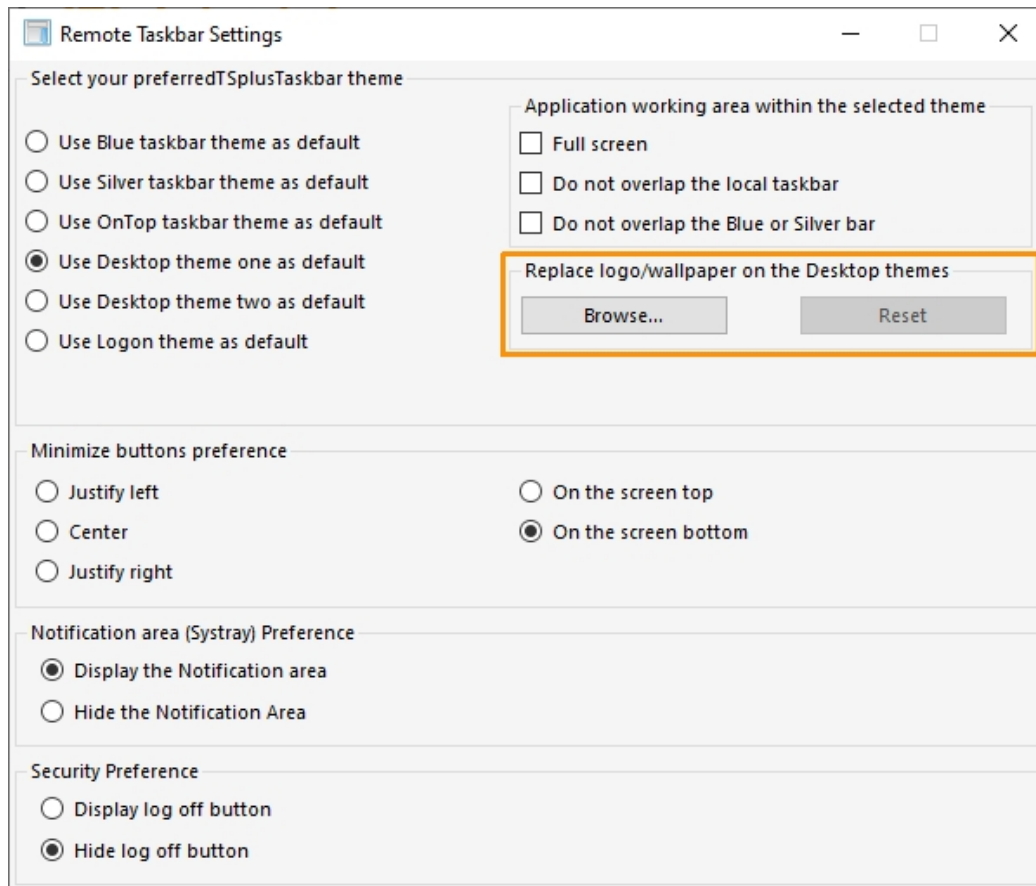 Remote Taskbar Settings
Select your preferredTSplusTaskbar theme
Use Blue taskbar theme as default
Use Silver taskbar theme as default
Use OnTop taskbar theme as default
Use Desktop theme one as default
Use Desktop theme two as default
Use Logon theme as default
Application working area within the selected theme
Full screen
Do not overlap the local taskbar
Do not overlap the Blue or Silver bar
Replace logo/wallpaper on the Desktop themes
Browse... Reset
Minimize buttons preference
Justify left
Center
Justify right
On the screen top
On the screen bottom
Notification area (Systray) Preference
Display the Notification area
Hide the Notification Area
Security Preference
Display log off button
Hide log off button